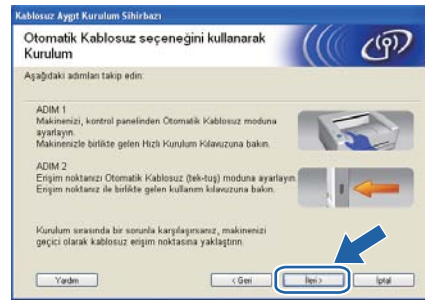 Kablosuz Aygıt Kurulum Sihirbazı
Otomatik Kablosuz seçeneğini kullanarak
Kurulum
Aşağıdaki adımları takip edin:
ADIM 1
Makinenizi, kontrol panelinden Otomatik Kablosuz moduna
ayarlayın.
Makinenizle birlikte gelen Hızlı Kurulum Kılavuzuna bakın.
ADIM 2
Erişim noktanızı Otomatik Kablosuz (tek-tuş) moduna ayarlayın.
Erişim noktanız ile birlikte gelen kullanım kılavuzuna bakın.
Kurulum sırasında bir sorunla karşılaşırsanız, makinenizi
geçici olarak kablosuz erişim noktasına yaklaştırın.
Yardım
< Geri
İleri >
İptal